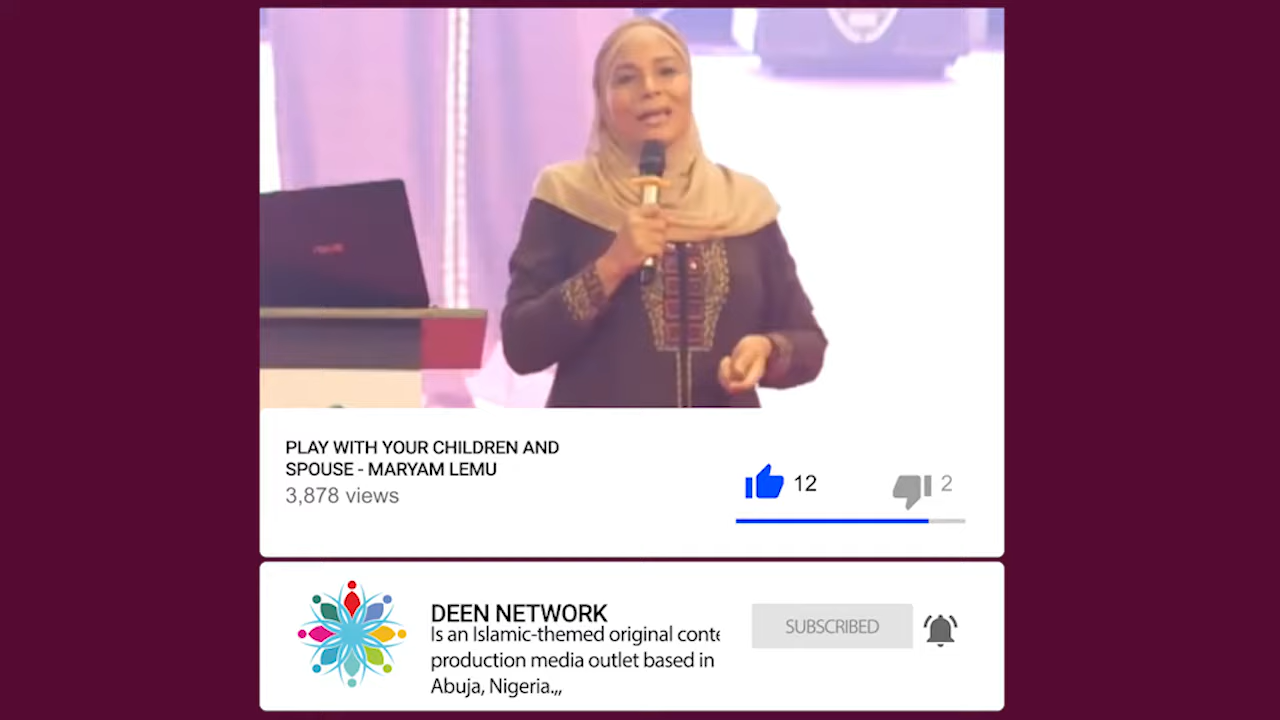 PLAY WITH YOUR CHILDREN AND
SPOUSE - MARYAM LEMU
3,878 views
12
2
DEEN NETWORK
Is an Islamic-themed original conte
production media outlet based in
Abuja, Nigeria.,,
SUBSCRIBED